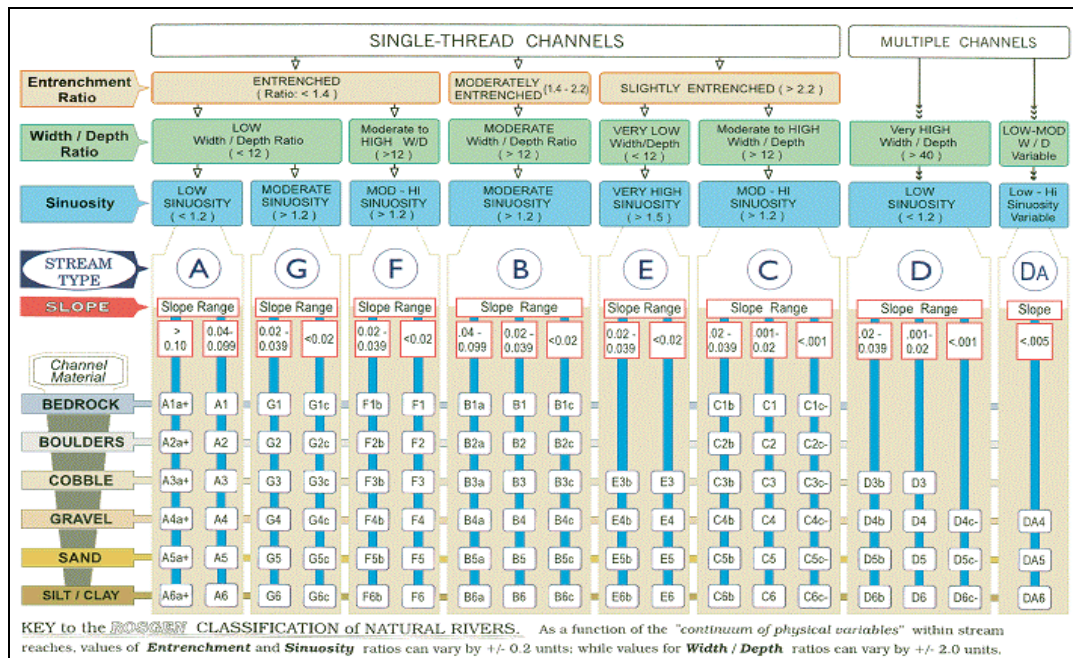 SINGLE-THREAD CHANNELS MULTIPLE CHANNELS
Entrenchment Ratio
ENTRENCHED
( Ratio: < 1.4 )
MODERATELY ENTRENCHED (1.4 - 2.2)
SLIGHTLY ENTRENCHED ( > 2.2 )
Width / Depth Ratio
LOW
Width / Depth Ratio
( < 12 )
Moderate to
HIGH W/D
( >12 )
MODERATE
Width / Depth Ratio
( > 12 )
VERY LOW
Width/Depth
( <12 )
Moderate to HIGH
Width / Depth
( >12 )
Very HIGH
Width / Depth
( > 40 )
LOW-MOD
W / D
Variable
Sinuosity
LOW
SINUOSITY
( < 1.2 )
MODERATE
SINUOSITY
( > 1.2 )
MOD - HI
SINUOSITY
( > 1.2 )
MODERATE
SINUOSITY
( > 1.2 )
VERY HIGH
SINUOSITY
( > 1.5 )
MOD - HI
SINUOSITY
( > 1.2 )
LOW
SINUOSITY
( <1.2 )
Low - Hi
Sinuosity
Variable
STREAM
TYPE
A G F B E C D DA
SLOPE
Slope Range Slope Range Slope Range Slope Range Slope Range Slope Range Slope Range Slope
> 0.10 0.04-0.099 0.02 - 0.039 <0.02 0.02 - 0.039 <0.02 .04 - 0.099 0.02 - 0.039 <0.02 0.02 - 0.039 <0.02 .02 - 0.039 .001-0.02 <.001 .02 - 0.039 .001-0.02 <.001 <.005
Channel
Material
BEDROCK A1a+ A1 G1 G1c F1b F1 B1a B1 B1c C1b C1 C1c-
BOULDERS A2a+ A2 G2 G2c F2b F2 B2a B2 B2c C2b C2 C2c-
COBBLE A3a+ A3 G3 G3c F3b F3 B3a B3 B3c E3b E3 C3b C3 C3c- D3b D3
GRAVEL A4a+ A4 G4 G4c F4b F4 B4a B4 B4c E4b E4 C4b C4 C4c- D4b D4 D4c- DA4
SAND A5a+ A5 G5 G5c F5b F5 B5a B5 B5c E5b E5 C5b C5 C5c- D5b D5 D5c- DA5
SILT / CLAY A6a+ A6 G6 G6c F6b F6 B6a B6 B6c E6b E6 C6b C6 C6c- D6b D6 D6c- DA6
KEY to the ROSGEN CLASSIFICATION of NATURAL RIVERS. As a function of the "continuum of physical variables" within stream
reaches, values of Entrenchment and Sinuosity ratios can vary by +/- 0.2 units; while values for Width / Depth ratios can vary by +/- 2.0 units.